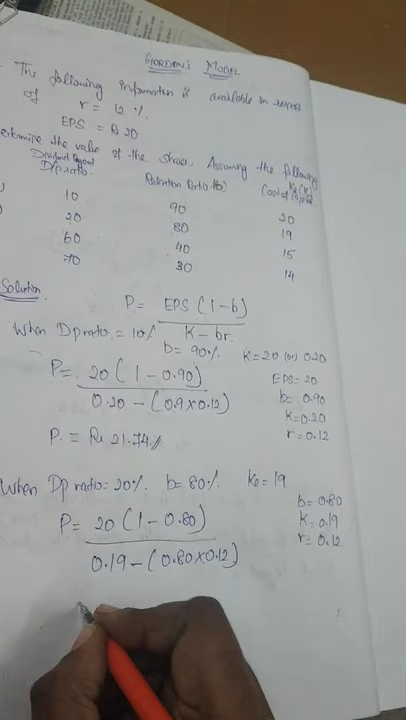 GORDON'S MODEL
The following information is available in respect
of
r = 12 %.
EPS = Rs 20
Determine the value of the shares, Assuming the following
Dividend Payout
D/p ratio. Retention Ratio (b) Ke (K) Cost of Capital
10 90 20
20 80 19
60 40 15
70 30 14
Solution.
P = EPS (1-b)
K - br.
When Dp ratio. = 10%
b = 90%. K = 20 (or) 0.20
P = 20 (1 - 0.90)
0.20 - (0.9 x 0.12)
EPS = 20.
b = 0.90
K = 0.20
r = 0.12
P. = Rs 21.74//
When Dp ratio = 20%. b = 80%. Ko = 19
P = 20 (1 - 0.80)
0.19 - (0.80 x 0.12)
b = 0.80
K = 0.19
r = 0.12